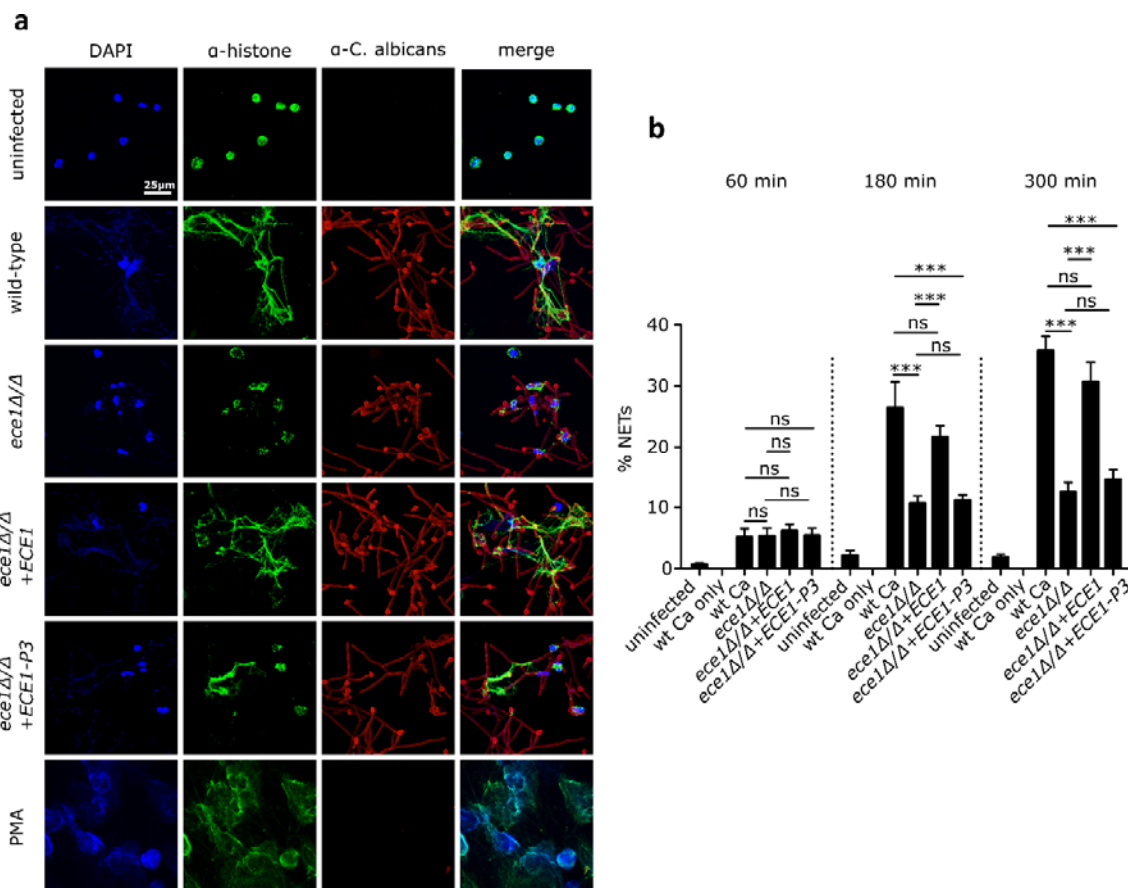 a
DAPI α-histone α-C. albicans merge
uninfected
25µm
wild-type
ece1Δ/Δ
ece1Δ/Δ
+ECE1
ece1Δ/Δ
+ECE1-P3
PMA
b
60 min 180 min 300 min
***
*** ***
*** ns
ns ns
ns ***
ns ***
ns
ns
ns
ns
% NETs
40
30
20
10
0
uninfected
wt Ca only
wt Ca
ece1Δ/Δ
ece1Δ/Δ+ECE1
ece1Δ/Δ+ECE1-P3
uninfected
wt Ca only
wt Ca
ece1Δ/Δ
ece1Δ/Δ+ECE1
ece1Δ/Δ+ECE1-P3
uninfected
wt Ca only
wt Ca
ece1Δ/Δ
ece1Δ/Δ+ECE1
ece1Δ/Δ+ECE1-P3